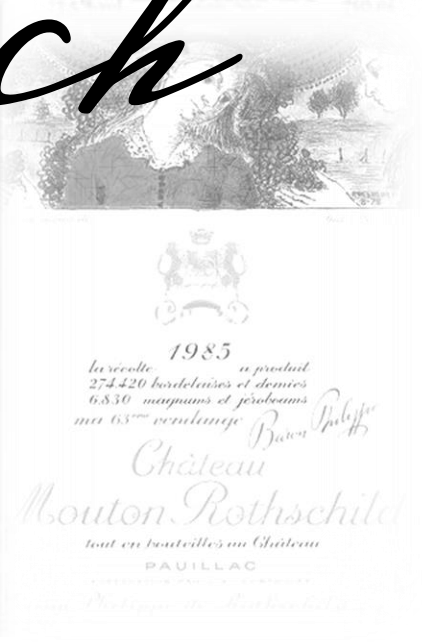 ch
1985
la récolte a produit
274.420 bordelaises et demies
6.830 magnums et jéroboams
ma 63ème vendange
Baron Philippe
Château
Mouton Rothschild
tout en bouteilles au Château
PAUILLAC